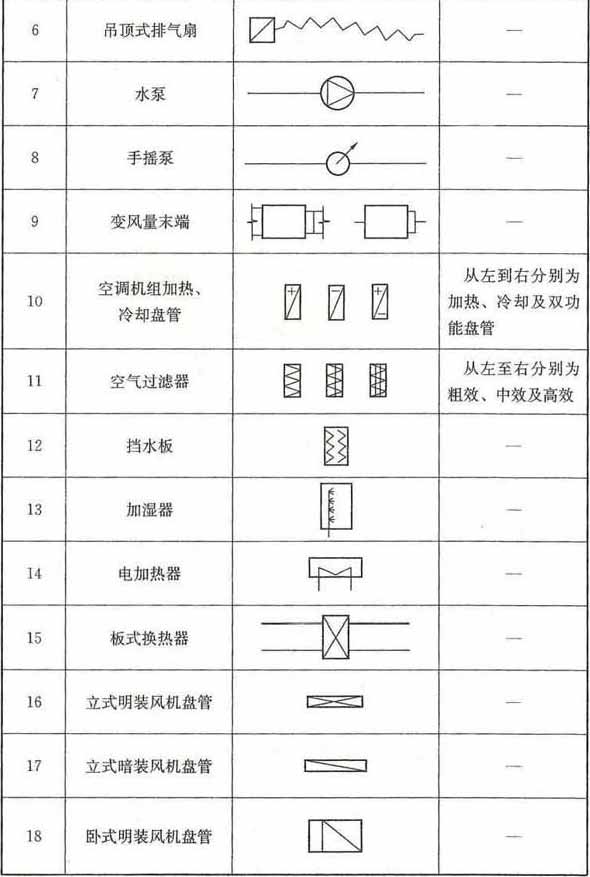 6 吊顶式排气扇 —
7 水泵 —
8 手摇泵 —
9 变风量末端 —
10 空调机组加热、 从左到右分别为
冷却盘管 加热、冷却及双功
能盘管
11 空气过滤器 从左至右分别为
粗效、中效及高效
12 挡水板 —
13 加湿器 —
14 电加热器 —
15 板式换热器 —
16 立式明装风机盘管 —
17 立式暗装风机盘管 —
18 卧式明装风机盘管 —